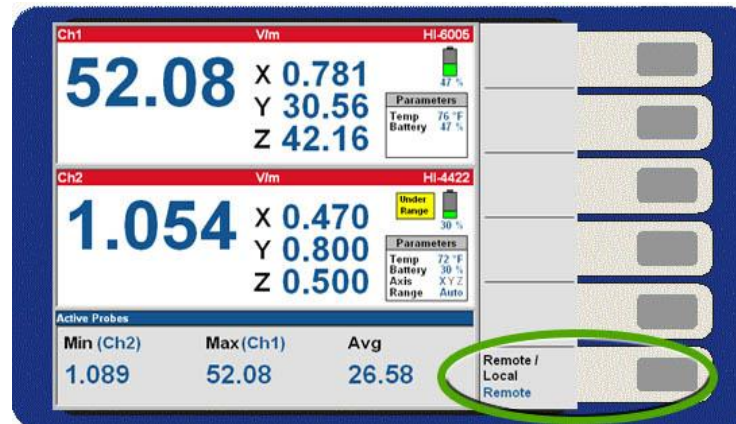 Ch1 V/m HI-6005
52.08
X 0.781
Y 30.56
Z 42.16
47 %
Parameters
Temp 76 °F
Battery 47 %
Ch2 V/m HI-4422
1.054
X 0.470
Y 0.800
Z 0.500
Under
Range
30 %
Parameters
Temp 72 °F
Battery 30 %
Axis X Y Z
Range Auto
Active Probes
Min (Ch2) Max (Ch1) Avg
1.089 52.08 26.58
Remote /
Local
Remote